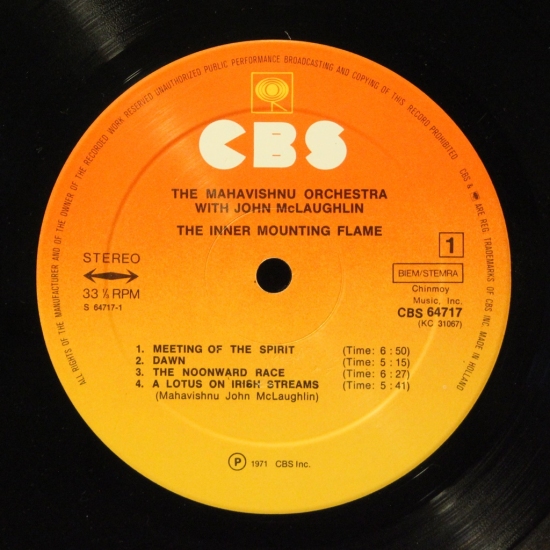 ALL RIGHTS OF THE MANUFACTURER AND OF THE OWNER OF THE RECORDED WORK RESERVED UNAUTHORIZED PUBLIC PERFORMANCE BROADCASTING AND COPYING OF THIS RECORD PROHIBITED
CBS & ARE REG. TRADEMARKS OF CBS INC. MADE IN HOLLAND
CBS
THE MAHAVISHNU ORCHESTRA
WITH JOHN McLAUGHLIN
THE INNER MOUNTING FLAME
1
STEREO
BIEM/STEMRA
33 ⅓ RPM
S 64717-1
Chinmoy
Music. Inc.
CBS 64717
(KC 31067)
1. MEETING OF THE SPIRIT (Time: 6 : 50)
2. DAWN (Time: 5 : 15)
3. THE NOONWARD RACE (Time: 6 : 27)
4. A LOTUS ON IRISH STREAMS (Time: 5 : 41)
(Mahavishnu John McLaughlin)
℗ 1971 CBS Inc.